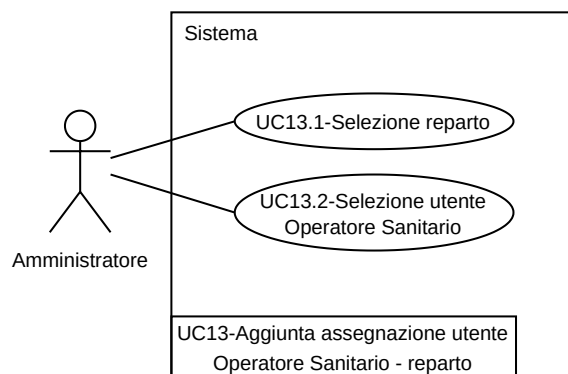 Sistema
UC13.1-Selezione reparto
UC13.2-Selezione utente
Operatore Sanitario
Amministratore
UC13-Aggiunta assegnazione utente
Operatore Sanitario - reparto